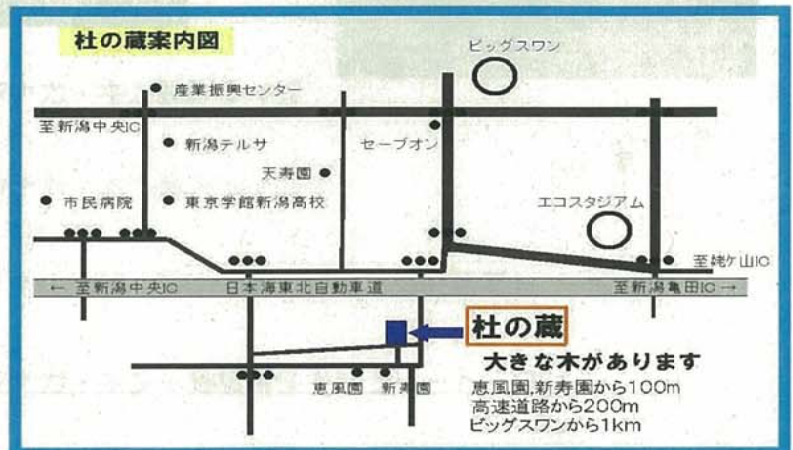 杜の蔵案内図
ビッグスワン
産業振興センター
至新潟中央IC
新潟テルサ
セーブオン
天寿園
市民病院
東京学館新潟高校
エコスタジアム
至姥ケ山IC
← 至新潟中央IC
日本海東北自動車道
至新潟亀田IC →
杜の蔵
大きな木があります
恵風園
新寿園
恵風園,新寿園から100m
高速道路から200m
ビッグスワンから1km